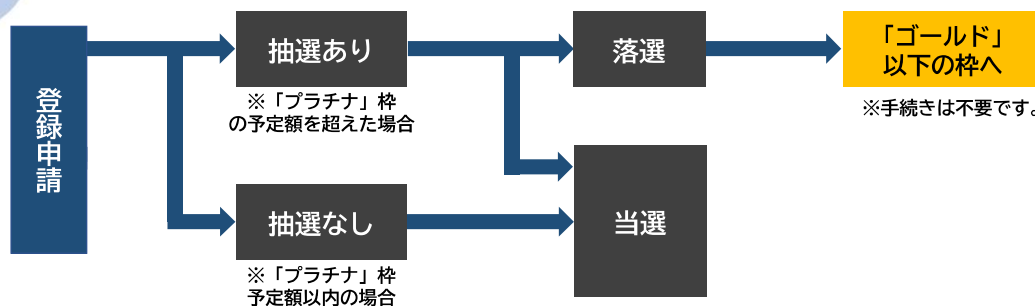 登録申請
抽選あり
※「プラチナ」枠
の予定額を超えた場合
落選
「ゴールド」
以下の枠へ
※手続きは不要です。
抽選なし
※「プラチナ」枠
予定額以内の場合
当選